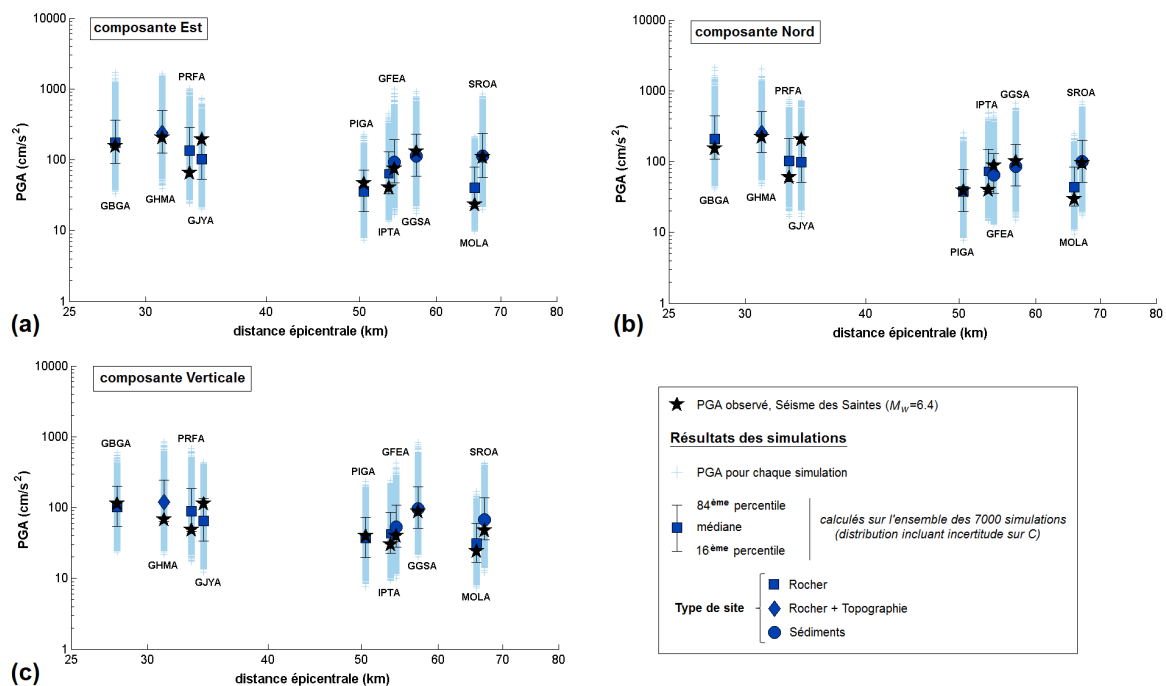 composante Est
PGA (cm/s²)
10000
1000
100
10
1
PRFA
GFEA
SROA
PIGA
GBGA
GHMA
GJYA
IPTA
GGSA
MOLA
25 30 40 50 60 70 80
distance épicentrale (km)
(a)
composante Nord
PGA (cm/s²)
10000
1000
100
10
1
PRFA
IPTA
GGSA
SROA
GBGA
GHMA
GJYA
PIGA
GFEA
MOLA
25 30 40 50 60 70 80
distance épicentrale (km)
(b)
composante Verticale
PGA (cm/s²)
10000
1000
100
10
1
GBGA
PRFA
PIGA
GFEA
SROA
GHMA
GJYA
IPTA
GGSA
MOLA
25 30 40 50 60 70 80
distance épicentrale (km)
(c)
PGA observé, Séisme des Saintes (Mw=6.4)
Résultats des simulations
PGA pour chaque simulation
84ème percentile
médiane
16ème percentile
calculés sur l'ensemble des 7000 simulations
(distribution incluant incertitude sur C)
Type de site
Rocher
Rocher + Topographie
Sédiments